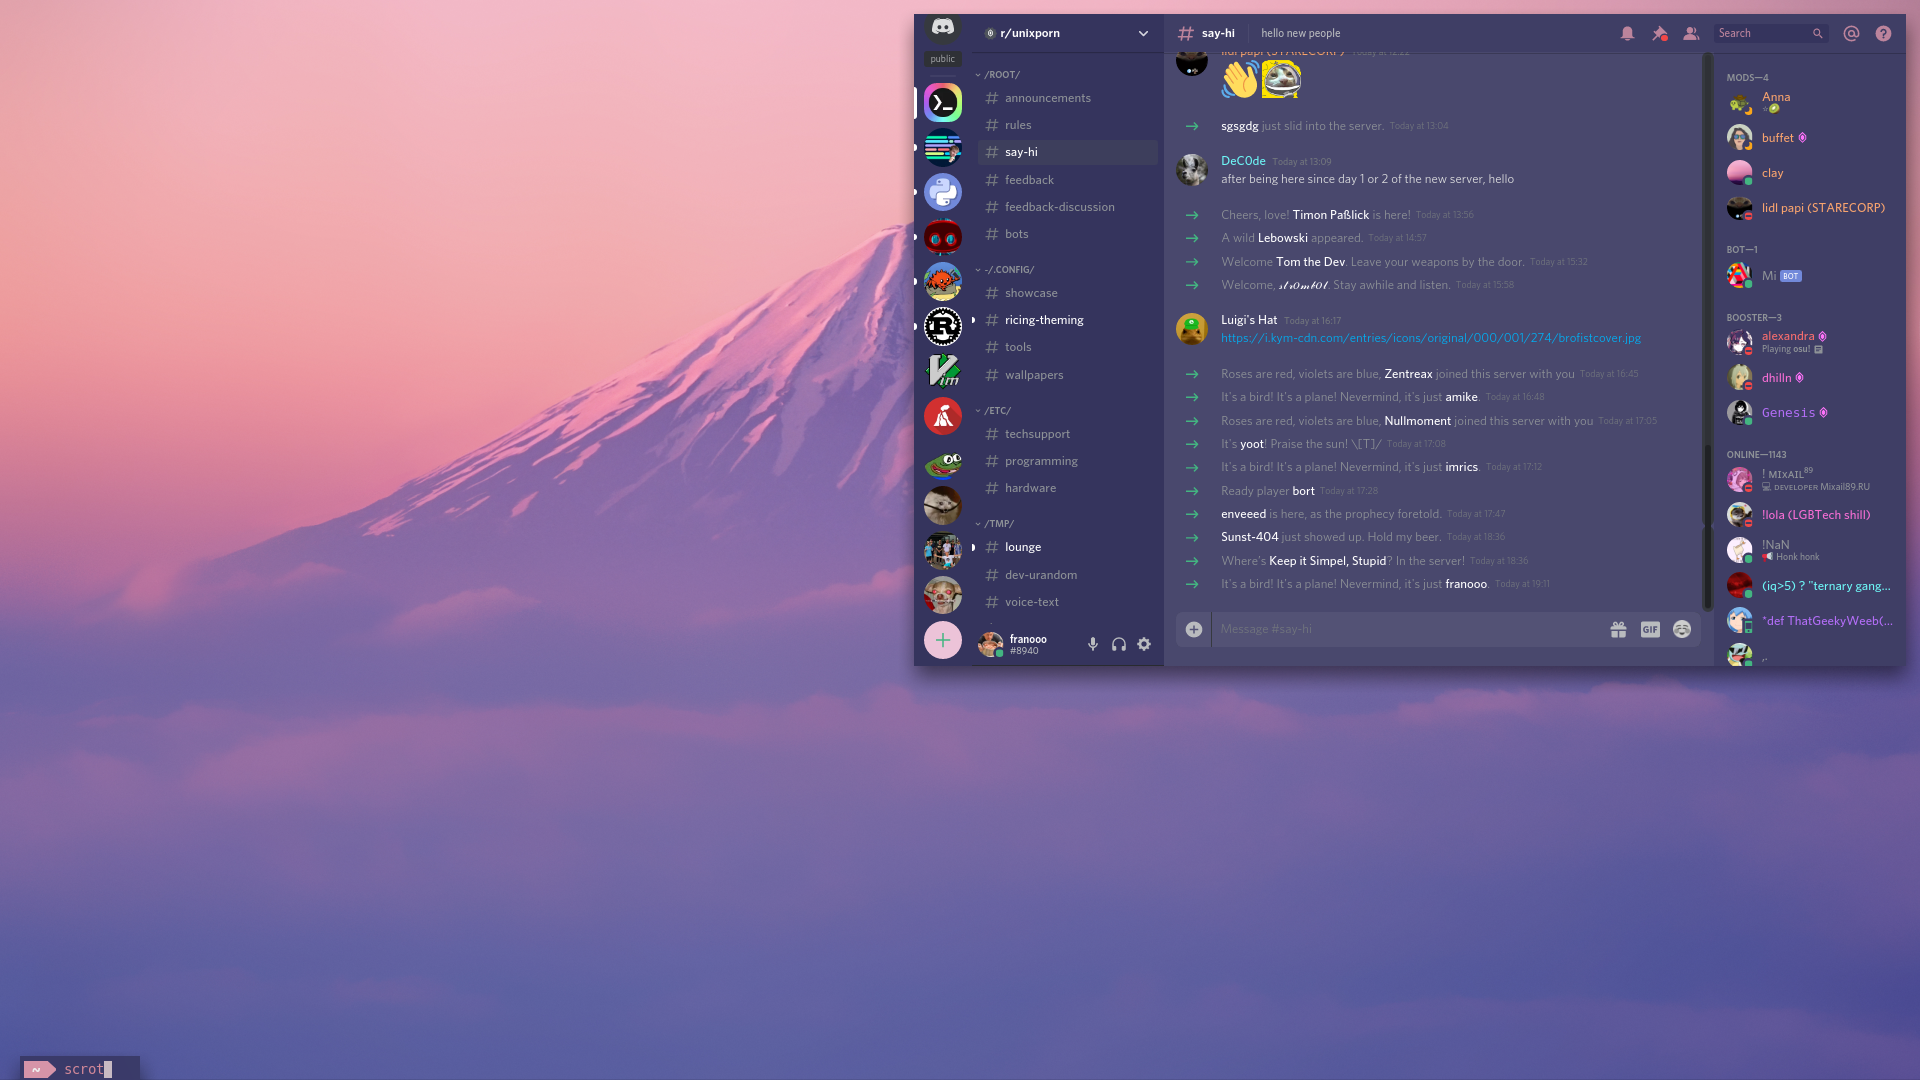 public
r/unixporn
/ROOT/
announcements
rules
say-hi
feedback
feedback-discussion
bots
~/.CONFIG/
showcase
ricing-theming
tools
wallpapers
/ETC/
techsupport
programming
hardware
/TMP/
lounge
dev-urandom
voice-text
franooo
#8940
say-hi
hello new people
Search
lidl papi (STARECORP) Today at 12:22
sgsgdg just slid into the server. Today at 13:04
DeC0de Today at 13:09
after being here since day 1 or 2 of the new server, hello
Cheers, love! Timon Paßlick is here! Today at 13:56
A wild Lebowski appeared. Today at 14:57
Welcome Tom the Dev. Leave your weapons by the door. Today at 15:32
Welcome, 𝓈𝓉𝓇0𝓂𝒷0𝓉. Stay awhile and listen. Today at 15:58
Luigi's Hat Today at 16:17
https://i.kym-cdn.com/entries/icons/original/000/001/274/brofistcover.jpg
Roses are red, violets are blue, Zentreax joined this server with you Today at 16:45
It's a bird! It's a plane! Nevermind, it's just amike. Today at 16:48
Roses are red, violets are blue, Nullmoment joined this server with you Today at 17:05
It's yoot! Praise the sun! \[T]/ Today at 17:08
It's a bird! It's a plane! Nevermind, it's just imrics. Today at 17:12
Ready player bort Today at 17:28
enveeed is here, as the prophecy foretold. Today at 17:47
Sunst-404 just showed up. Hold my beer. Today at 18:36
Where's Keep it Simpel, Stupid? In the server! Today at 18:36
It's a bird! It's a plane! Nevermind, it's just franooo. Today at 19:11
Message #say-hi
GIF
MODS—4
Anna
buffet
clay
lidl papi (STARECORP)
BOT—1
Mi BOT
BOOSTER—3
alexandra
Playing osu!
dhilln
Genesis
ONLINE—1143
! ᴍɪxᴀɪʟ⁸⁹
ᴅᴇᴠᴇʟᴏᴘᴇʀ Mixail89.RU
!lola (LGBTech shill)
!NaN
Honk honk
(iq>5) ? "ternary gang...
*def ThatGeekyWeeb(...
Vim
~ scrot